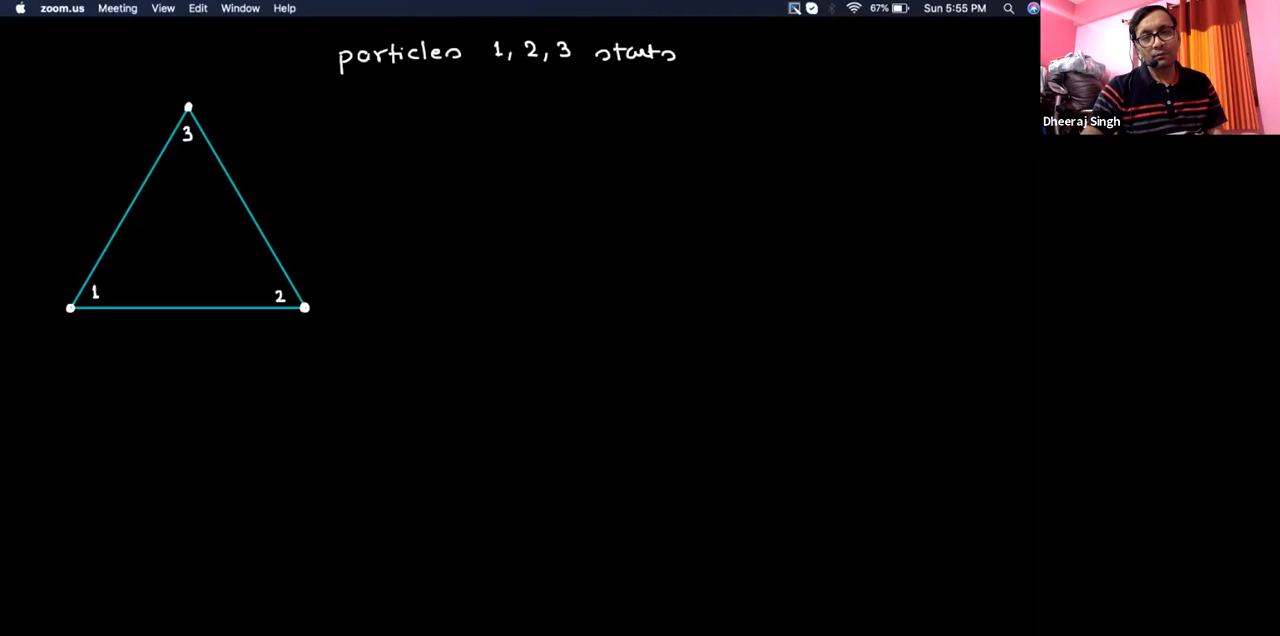 zoom.us Meeting View Edit Window Help 67% Sun 5:55 PM
particles 1, 2, 3 starts
Dheeraj Singh
3
1 2